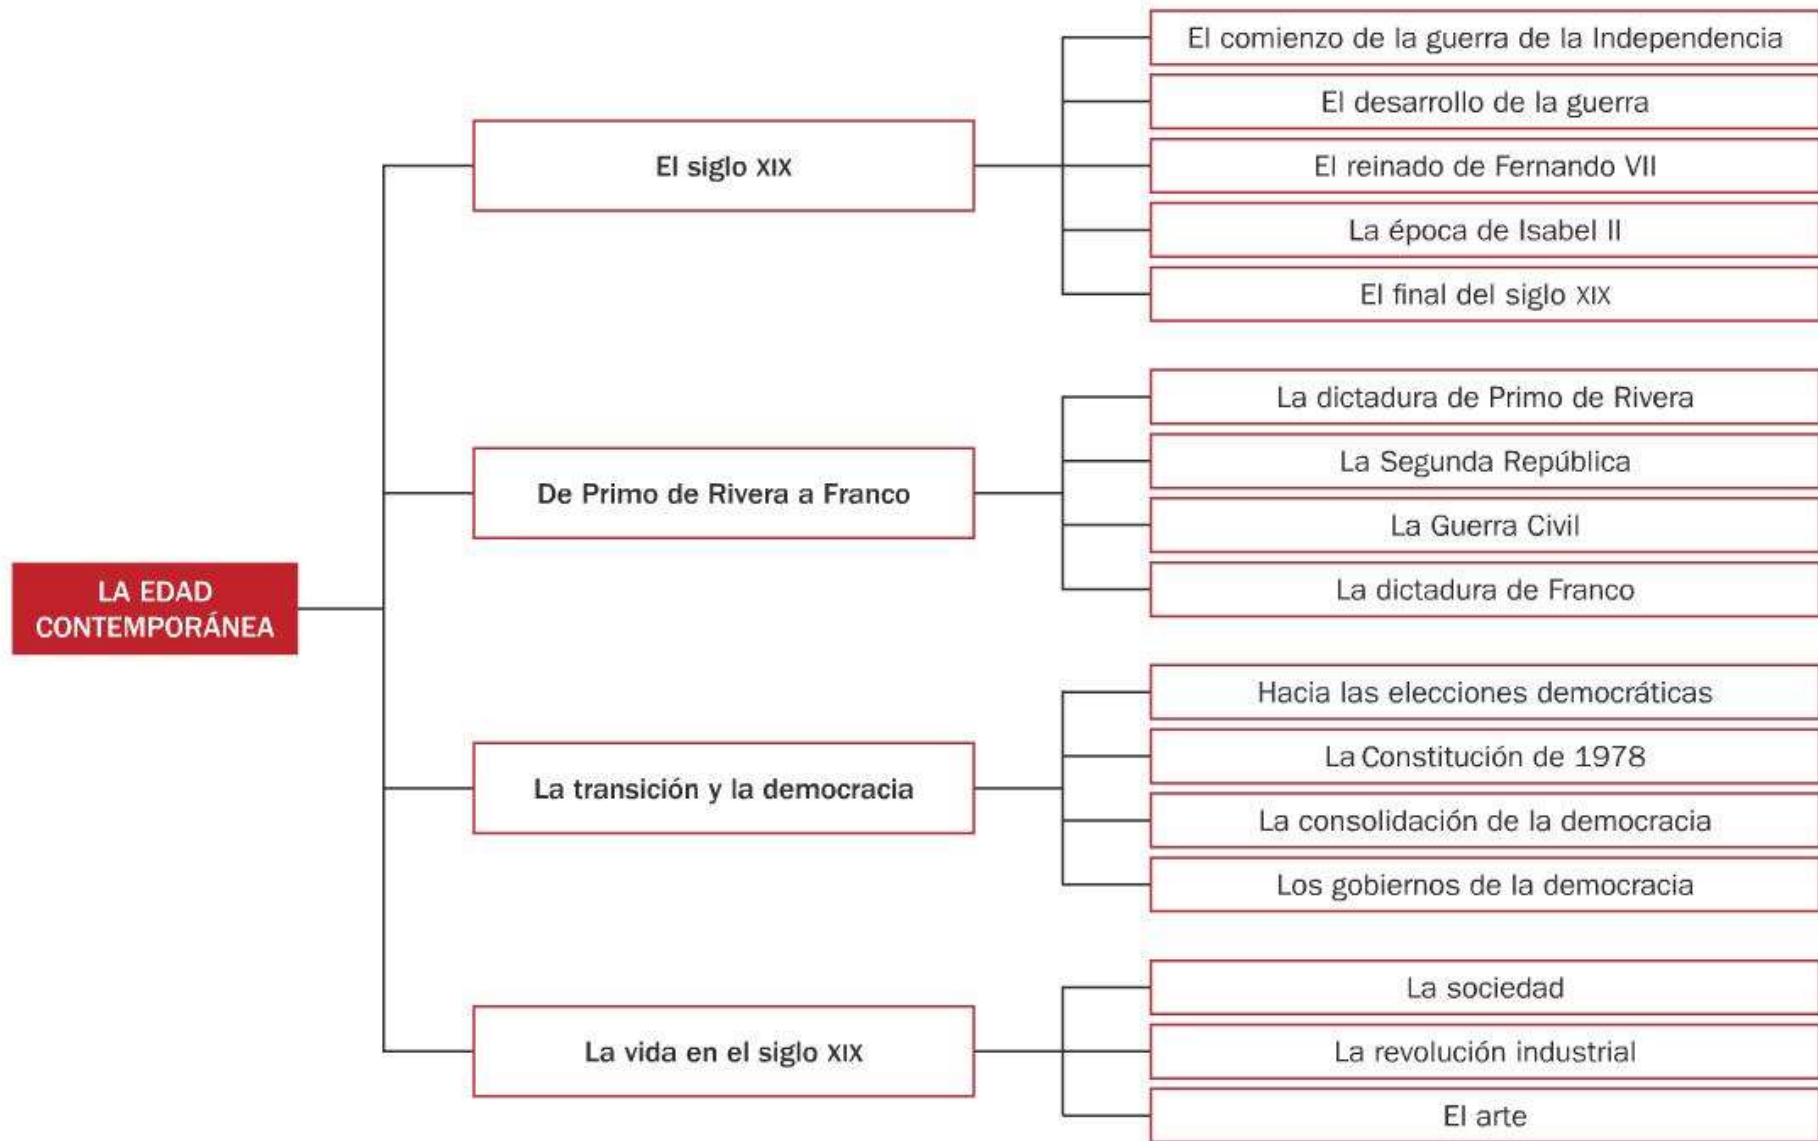 LA EDAD
CONTEMPORÁNEA
El siglo XIX
El comienzo de la guerra de la Independencia
El desarrollo de la guerra
El reinado de Fernando VII
La época de Isabel II
El final del siglo XIX
De Primo de Rivera a Franco
La dictadura de Primo de Rivera
La Segunda República
La Guerra Civil
La dictadura de Franco
La transición y la democracia
Hacia las elecciones democráticas
La Constitución de 1978
La consolidación de la democracia
Los gobiernos de la democracia
La vida en el siglo XIX
La sociedad
La revolución industrial
El arte